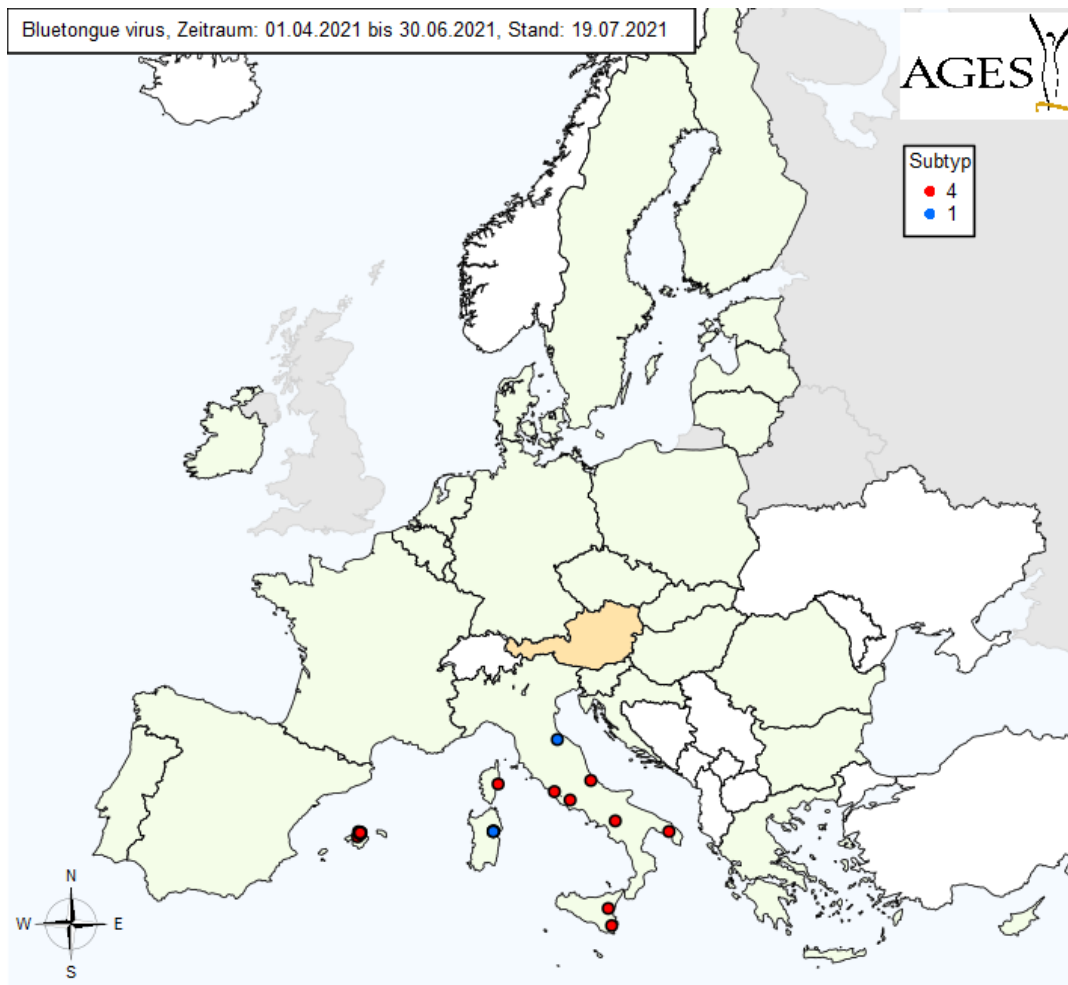 Bluetongue virus, Zeitraum: 01.04.2021 bis 30.06.2021, Stand: 19.07.2021
AGES
Subtyp
4
1
N
W E
S